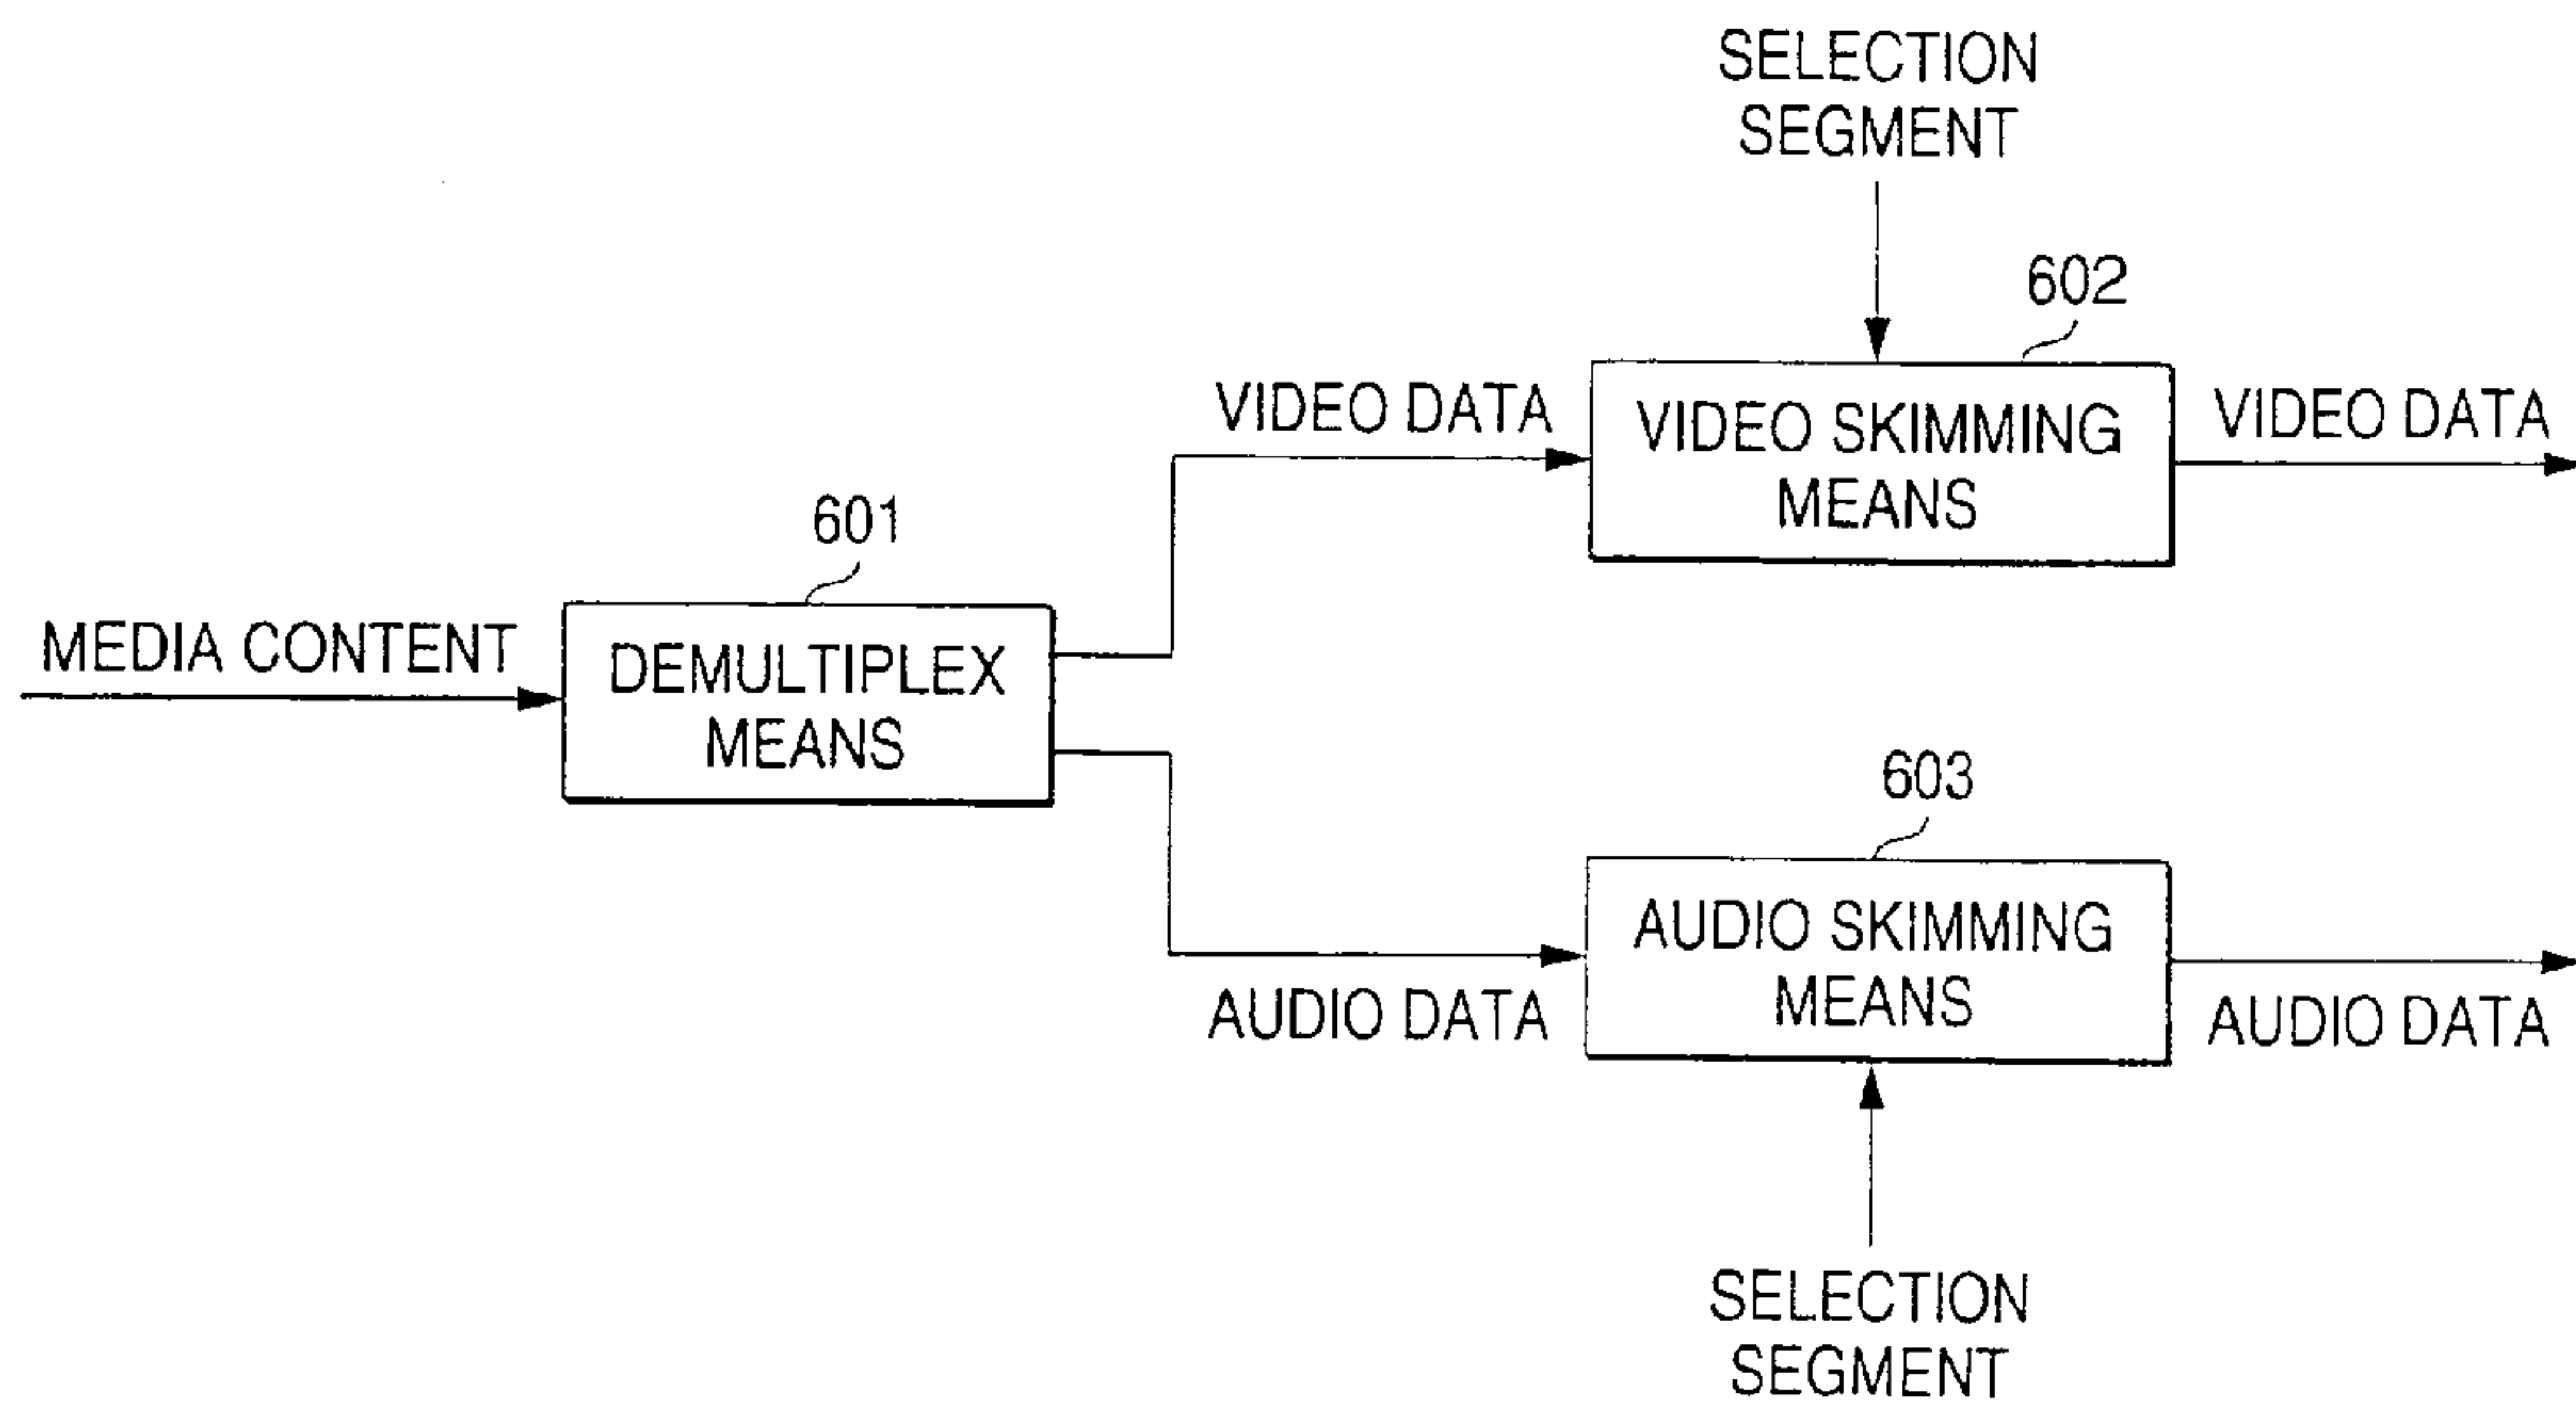 SELECTION
SEGMENT
602
VIDEO DATA
VIDEO SKIMMING
MEANS
VIDEO DATA
601
MEDIA CONTENT
DEMULTIPLEX
MEANS
603
AUDIO DATA
AUDIO SKIMMING
MEANS
AUDIO DATA
SELECTION
SEGMENT